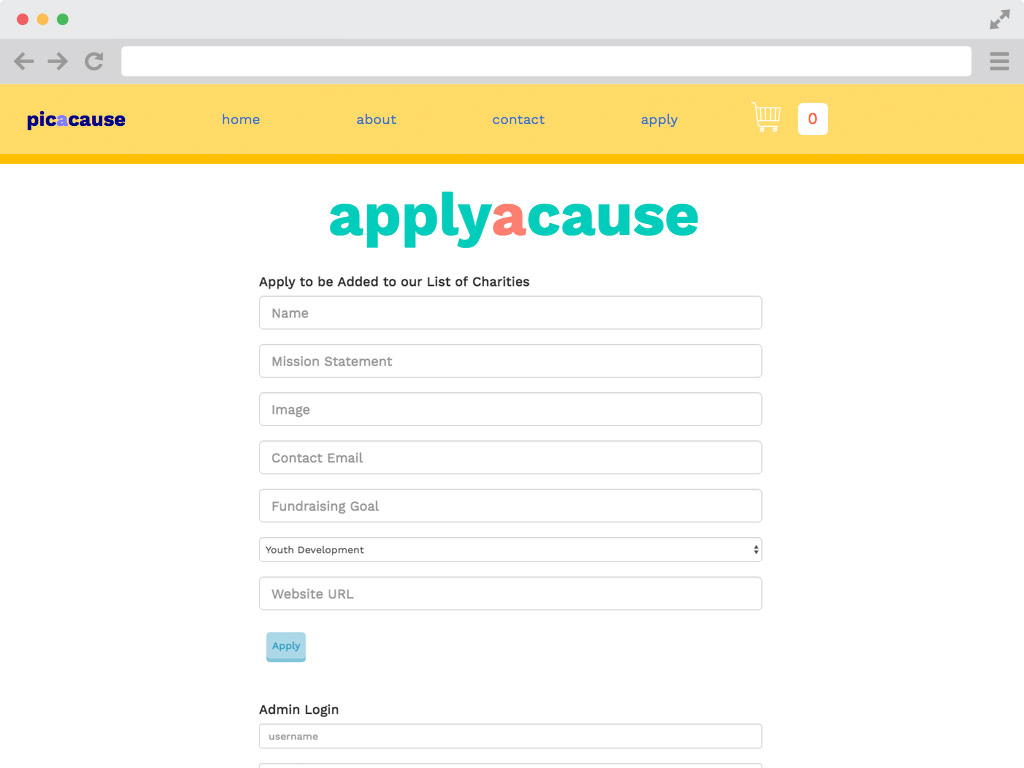 picacause home about contact apply 0
applyacause
Apply to be Added to our List of Charities
Name
Mission Statement
Image
Contact Email
Fundraising Goal
Youth Development
Website URL
Apply
Admin Login
username